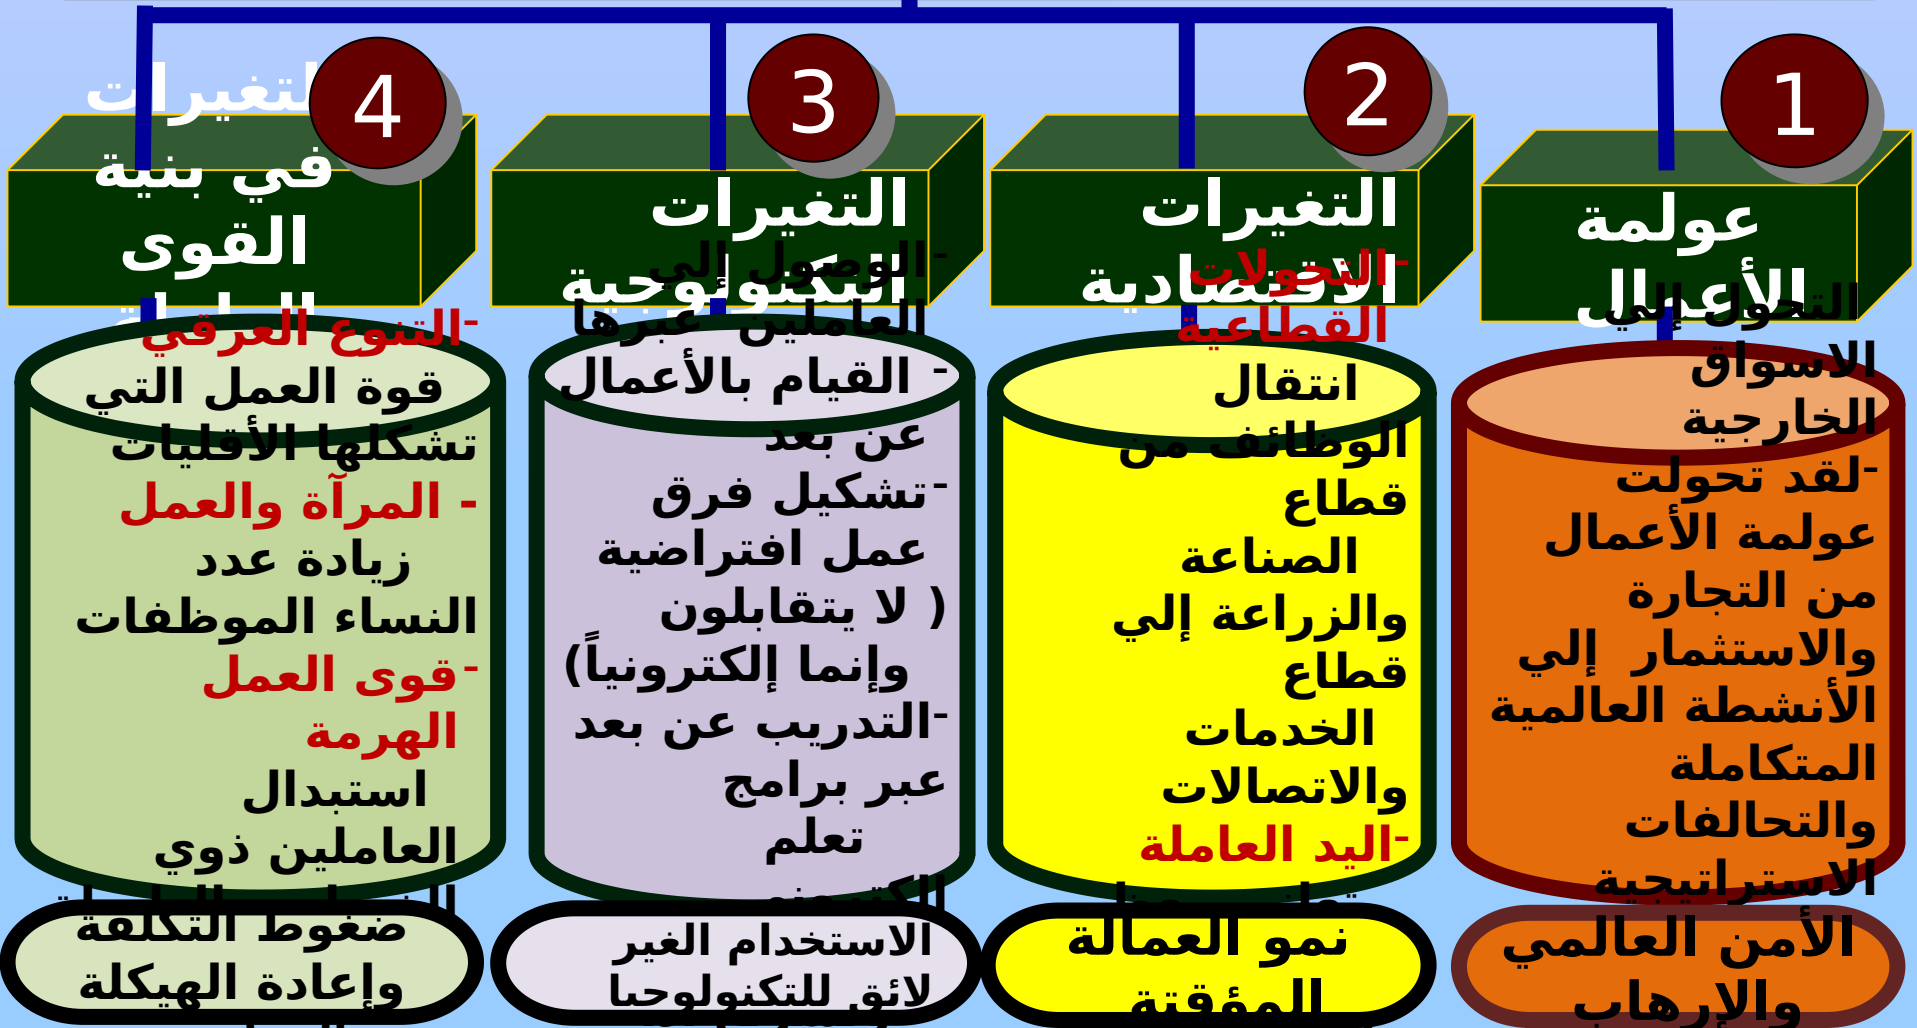 1
عولمة
الأعمال
التحول إلي
الاسواق
الخارجية
-لقد تحولت
عولمة الأعمال
من التجارة
والاستثمار إلي
الأنشطة العالمية
المتكاملة
والتحالفات
الاستراتيجية
الأمن العالمي
والإرهاب
2
التغيرات
الاقتصادية
-التحولات
القطاعية
انتقال
الوظائف من
قطاع
الصناعة
والزراعة إلي
قطاع
الخدمات
والاتصالات
-اليد العاملة
نمو العمالة
المؤقتة
3
التغيرات
التكنولوجية
-الوصول إلي
العاملين عبرها
- القيام بالأعمال
عن بعد
-تشكيل فرق
عمل افتراضية
( لا يتقابلون
وإنما إلكترونياً)
-التدريب عن بعد
عبر برامج
تعلم
الكتروني
الاستخدام الغير
لائق للتكنولوجيا
4
التغيرات
في بنية
القوى
-التنوع العرقي
قوة العمل التي
تشكلها الأقليات
- المرآة والعمل
زيادة عدد
النساء الموظفات
-قوى العمل
الهرمة
استبدال
العاملين ذوي
ضغوط التكلفة
وإعادة الهيكلة